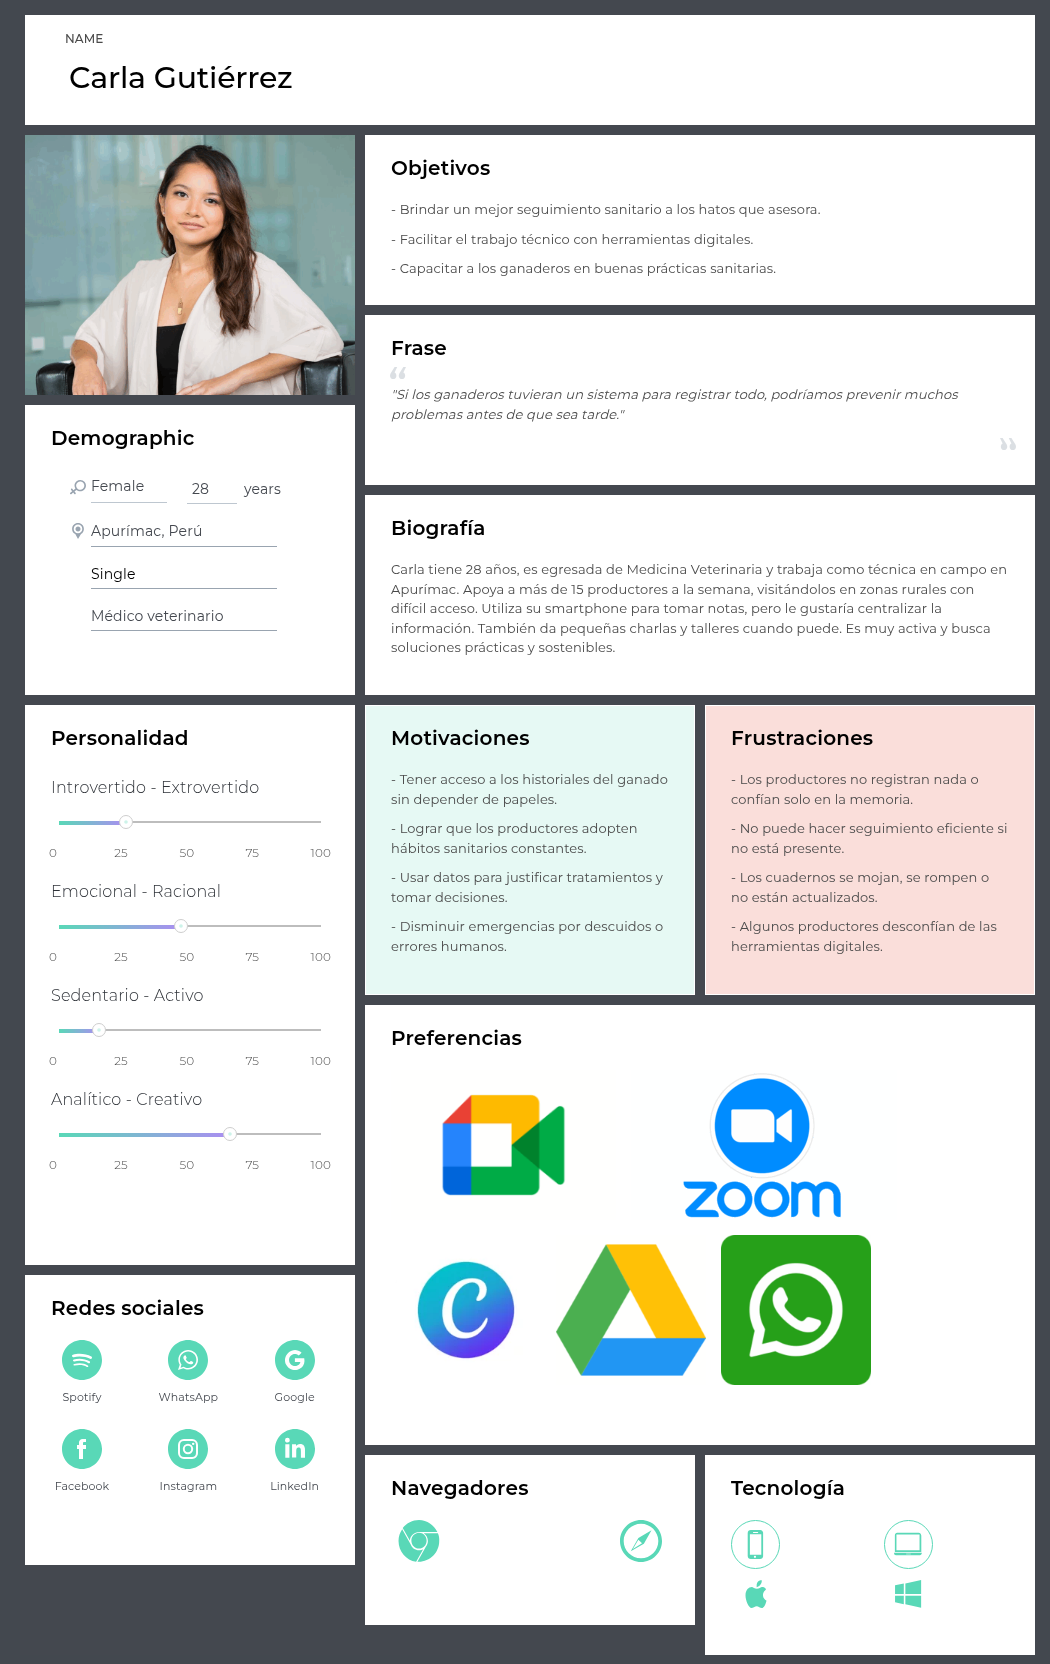 NAME
Carla Gutiérrez
Objetivos
- Brindar un mejor seguimiento sanitario a los hatos que asesora.
- Facilitar el trabajo técnico con herramientas digitales.
- Capacitar a los ganaderos en buenas prácticas sanitarias.
Frase
“
"Si los ganaderos tuvieran un sistema para registrar todo, podríamos prevenir muchos
problemas antes de que sea tarde."
”
Demographic
Female 28 years
Apurímac, Perú
Single
Médico veterinario
Biografía
Carla tiene 28 años, es egresada de Medicina Veterinaria y trabaja como técnica en campo en
Apurímac. Apoya a más de 15 productores a la semana, visitándolos en zonas rurales con
difícil acceso. Utiliza su smartphone para tomar notas, pero le gustaría centralizar la
información. También da pequeñas charlas y talleres cuando puede. Es muy activa y busca
soluciones prácticas y sostenibles.
Personalidad
Introvertido - Extrovertido
0 25 50 75 100
Emocional - Racional
0 25 50 75 100
Sedentario - Activo
0 25 50 75 100
Analítico - Creativo
0 25 50 75 100
Motivaciones
- Tener acceso a los historiales del ganado
sin depender de papeles.
- Lograr que los productores adopten
hábitos sanitarios constantes.
- Usar datos para justificar tratamientos y
tomar decisiones.
- Disminuir emergencias por descuidos o
errores humanos.
Frustraciones
- Los productores no registran nada o
confían solo en la memoria.
- No puede hacer seguimiento eficiente si
no está presente.
- Los cuadernos se mojan, se rompen o
no están actualizados.
- Algunos productores desconfían de las
herramientas digitales.
Preferencias
zoom
C
Redes sociales
Spotify WhatsApp Google
Facebook Instagram LinkedIn
Navegadores
Tecnología